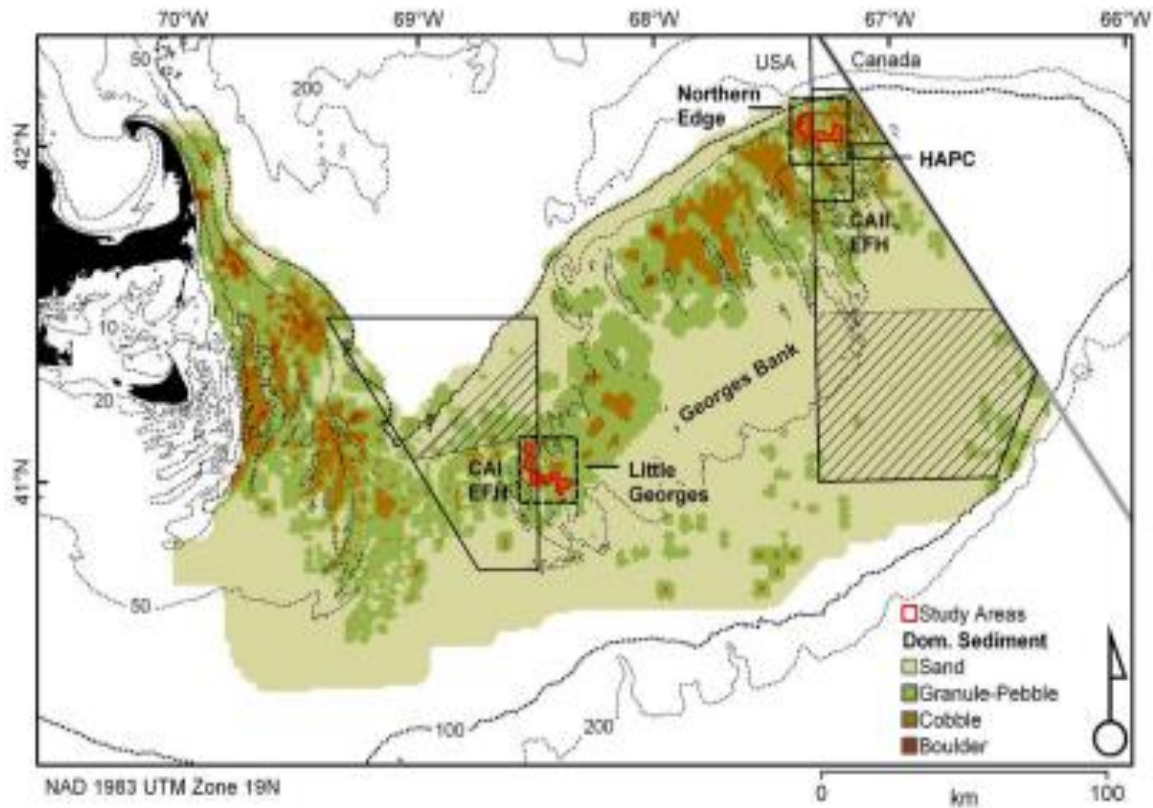 70°W 69°W 68°W 67°W 66°W
50
200
USA Canada
Northern
Edge
42°N
HAPC
CAII
EFH
10
20
Georges Bank
41°N
CAI
EFH
Little
Georges
50
Study Areas
Dom. Sediment
Sand
Granule-Pebble
Cobble
Boulder
100
200
NAD 1983 UTM Zone 19N
0 100
km